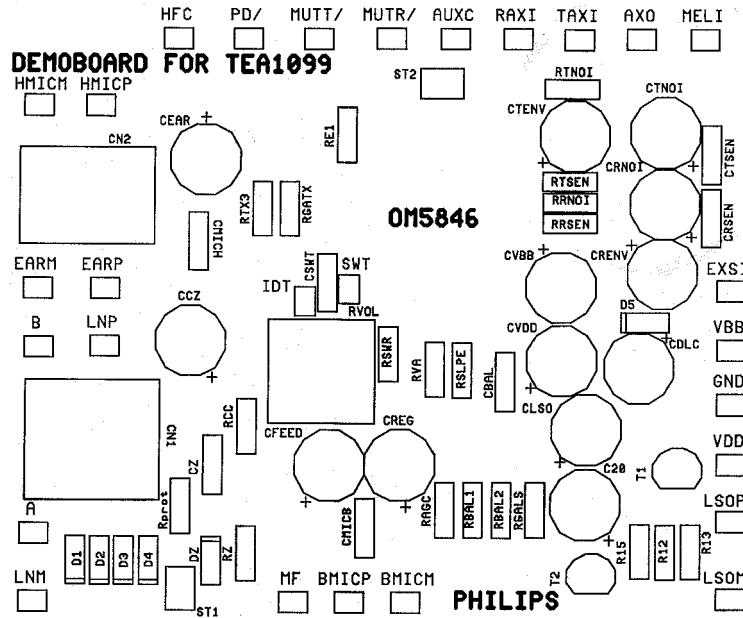 HFC PD/ MUTT/ MUTR/ AUXC RAXI TAXI AXO MELI
DEMOBOARD FOR TEA1099
ST2
RTNOI
HMICM HMICP
CTENV
CTNOI
CEAR
RE1
CN2
CRNOI
CTSEN
RTSEN
RRNOI
RRSEN
RTX3
RGATX
CMICH
OM5846
CRSEN
CVBB
CRENV
EARM EARP
IDT
CSWT
SWT
EXSI
CCZ
RVOL
D5
B LNP
CVDD
CDLC
VBB
RSWR
RVA
RSLPE
CBAL
GND
CN1
RCC
CFEED
CREG
CLSO
CZ
C20
T1
VDD
A
Rprot
CMICB
RAGC
RBAL1
RBAL2
RGALS
LSOP
D1
D2
D3
D4
DZ
RZ
R15
R12
R13
T2
LNM
ST1
MF BMICP BMICM
PHILIPS
LSOM